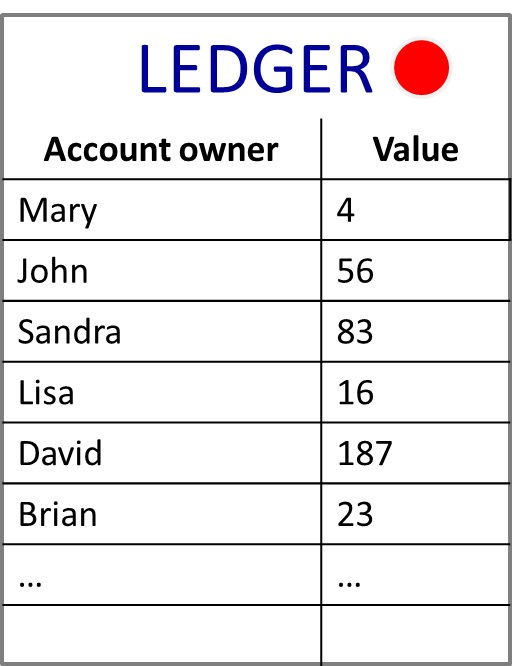 LEDGER
Account owner Value
Mary 4
John 56
Sandra 83
Lisa 16
David 187
Brian 23
... ...